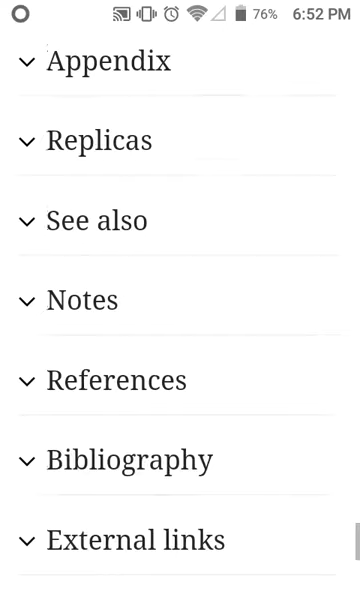 76% 6:52 PM
Appendix
Replicas
See also
Notes
References
Bibliography
External links